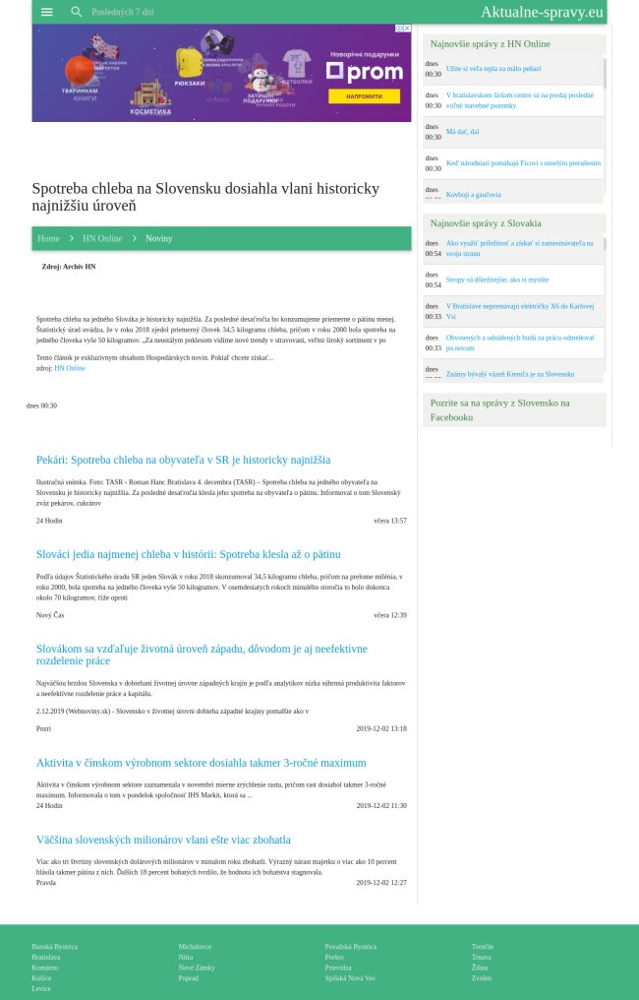 Posledných 7 dni
Aktualne-spravy.eu
Новорічні подарунки
prom
НАПРОМИТИ
ТВАРИНКАМ
КНИГИ
КОСМЕТИКА
РЮКЗАКИ
ЗАТИШНІ
ПОДАРУНКИ
ФУТБОЛКИ
Spotreba chleba na Slovensku dosiahla vlani historicky
najnižšiu úroveň
Home
HN Online
Noviny
Zdroj: Archív HN
Spotreba chleba na jedného Slováka je historicky najnižšia. Za posledné desaťročia ho konzumujeme priemerne o pätinu menej.
Štatistický úrad uvádza, že v roku 2018 zjedol priemerný človek 34,5 kilogramu chleba, pričom v roku 2000 bola spotreba na
jedného človeka vyše 50 kilogramov. „Za neustálym poklesom vidíme nové trendy v stravovaní, veľmi široký sortiment v po
Tento článok je exkluzívnym obsahom Hospodárskych novín. Pokiaľ chcete získať...
zdroj: HN Online
dnes 00:30
Pekári: Spotreba chleba na obyvateľa v SR je historicky najnižšia
Ilustračná snímka. Foto: TASR - Roman Hanc Bratislava 4. decembra (TASR) – Spotreba chleba na jedného obyvateľa na
Slovensku je historicky najnižšia. Za posledné desaťročia klesla jeho spotreba na obyvateľa o pätinu. Informoval o tom Slovenský
zväz pekárov, cukrárov
24 Hodin
včera 13:57
Slováci jedia najmenej chleba v histórii: Spotreba klesla až o pätinu
Podľa údajov Štatistického úradu SR jeden Slovák v roku 2018 skonzumoval 34,5 kilogramu chleba, pričom na prelome milénia, v
roku 2000, bola spotreba na jedného človeka vyše 50 kilogramov. V osemdesiatych rokoch minulého storočia to bolo dokonca
okolo 70 kilogramov, čiže oproti
Nový Čas
včera 12:39
Slovákom sa vzďaľuje životná úroveň západu, dôvodom je aj neefektívne
rozdelenie práce
Najväčšou brzdou Slovenska v dobiehaní životnej úrovne západných krajín je podľa analytikov nízka súhrnná produktivita faktorov
a neefektívne rozdelenie práce a kapitálu.
2.12.2019 (Webnoviny.sk) - Slovensko v životnej úrovni dobieha západné krajiny pomalšie ako v
Pozri
2019-12-02 13:18
Aktivita v čínskom výrobnom sektore dosiahla takmer 3-ročné maximum
Aktivita v čínskom výrobnom sektore zaznamenala v novembri mierne zrýchlenie rastu, pričom rast dosiahol takmer 3-ročné
maximum. Informovala o tom v pondelok spoločnosť IHS Markit, ktorá sa ...
24 Hodin
2019-12-02 11:30
Väčšina slovenských milionárov vlani ešte viac zbohatla
Viac ako tri štvrtiny slovenských dolárových milionárov v minulom roku zbohatli. Výrazný nárast majetku o viac ako 10 percent
hlásila takmer pätina z nich. Ďalších 18 percent bohatých tvrdilo, že hodnota ich bohatstva stagnovala.
Pravda
2019-12-02 12:27
Najnovšie správy z HN Online
dnes
00:30
Užite si veľa tepla za málo peňazí
dnes
00:30
V bratislavskom širšom centre sú na predaj posledné
voľné stavebné pozemky
dnes
00:30
Má dať, dal
dnes
00:30
Keď národniari pomáhajú Ficovi s umelým prerušením
dnes
Kovboji a gaučovia
Najnovšie správy z Slovakia
dnes
00:54
Ako využiť príležitosť a získať si zamestnávateľa na
svoju stranu
dnes
00:54
Stropy sú dôležitejšie, ako si myslíte
dnes
00:33
V Bratislave nepremávajú električky X6 do Karlovej
Vsi
dnes
00:33
Obvinených a odsúdených budú za prácu odmeňovať
po novom
dnes
Známy bývalý väzeň Kremľa je na Slovensku
Pozrite sa na správy z Slovensko na
Facebooku
Banská Bystrica
Bratislava
Komárno
Košice
Levice
Michalovce
Nitra
Nové Zámky
Poprad
Považská Bystrica
Prešov
Prievidza
Spišská Nová Ves
Trenčín
Trnava
Žilina
Zvolen